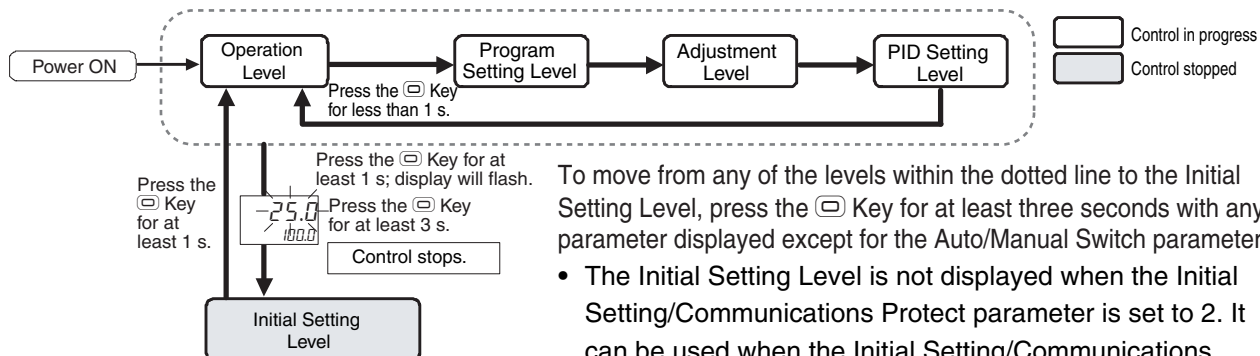 Power ON
Operation
Level
Program
Setting Level
Adjustment
Level
PID Setting
Level
Control in progress
Control stopped
Press the Key
for less than 1 s.
Press the
Key
for at
least 1 s.
Press the Key for at
least 1 s; display will flash.
25.0
100.0
Press the Key
for at least 3 s.
Control stops.
Initial Setting
Level
To move from any of the levels within the dotted line to the Initial
Setting Level, press the Key for at least three seconds with any
parameter displayed except for the Auto/Manual Switch parameter
• The Initial Setting Level is not displayed when the Initial
Setting/Communications Protect parameter is set to 2. It
can be used when the Initial Setting/Communications